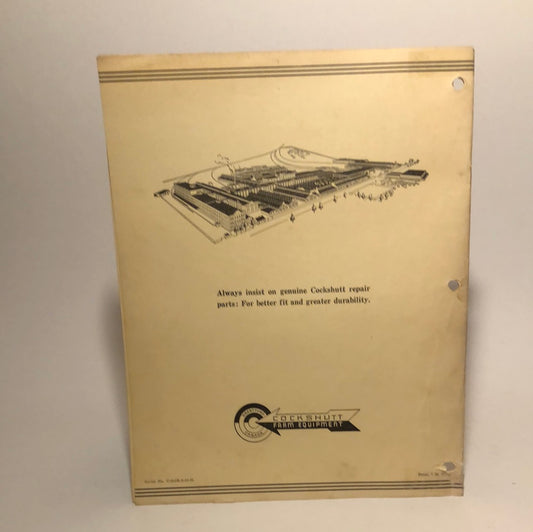 Always insist on genuine Cockshutt repair
parts: For better fit and greater durability.
COCKSHUTT
FARM EQUIPMENT